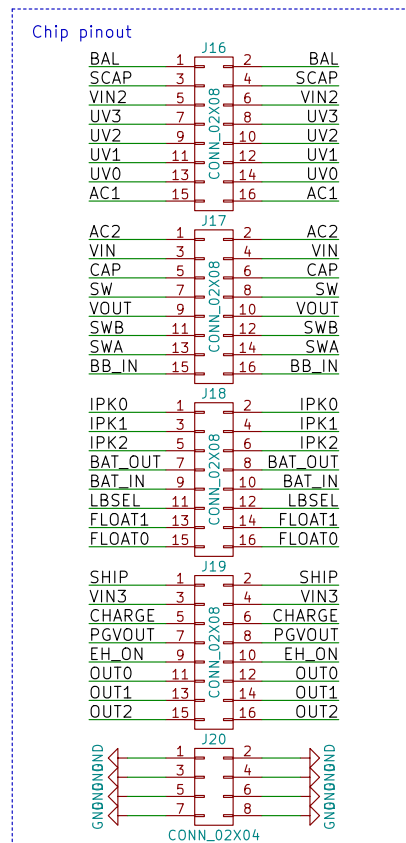 Chip pinout
J16
BAL 1 2 BAL
SCAP 3 4 SCAP
VIN2 5 6 VIN2
UV3 7 8 UV3
UV2 9 10 UV2
UV1 11 12 UV1
UV0 13 14 UV0
AC1 15 16 AC1
CONN_02X08
J17
AC2 1 2 AC2
VIN 3 4 VIN
CAP 5 6 CAP
SW 7 8 SW
VOUT 9 10 VOUT
SWB 11 12 SWB
SWA 13 14 SWA
BB_IN 15 16 BB_IN
CONN_02X08
J18
IPK0 1 2 IPK0
IPK1 3 4 IPK1
IPK2 5 6 IPK2
BAT_OUT 7 8 BAT_OUT
BAT_IN 9 10 BAT_IN
LBSEL 11 12 LBSEL
FLOAT1 13 14 FLOAT1
FLOAT0 15 16 FLOAT0
CONN_02X08
J19
SHIP 1 2 SHIP
VIN3 3 4 VIN3
CHARGE 5 6 CHARGE
PGVOUT 7 8 PGVOUT
EH_ON 9 10 EH_ON
OUT0 11 12 OUT0
OUT1 13 14 OUT1
OUT2 15 16 OUT2
CONN_02X08
J20
GND 1 2 GND
GND 3 4 GND
GND 5 6 GND
GND 7 8 GND
CONN_02X04